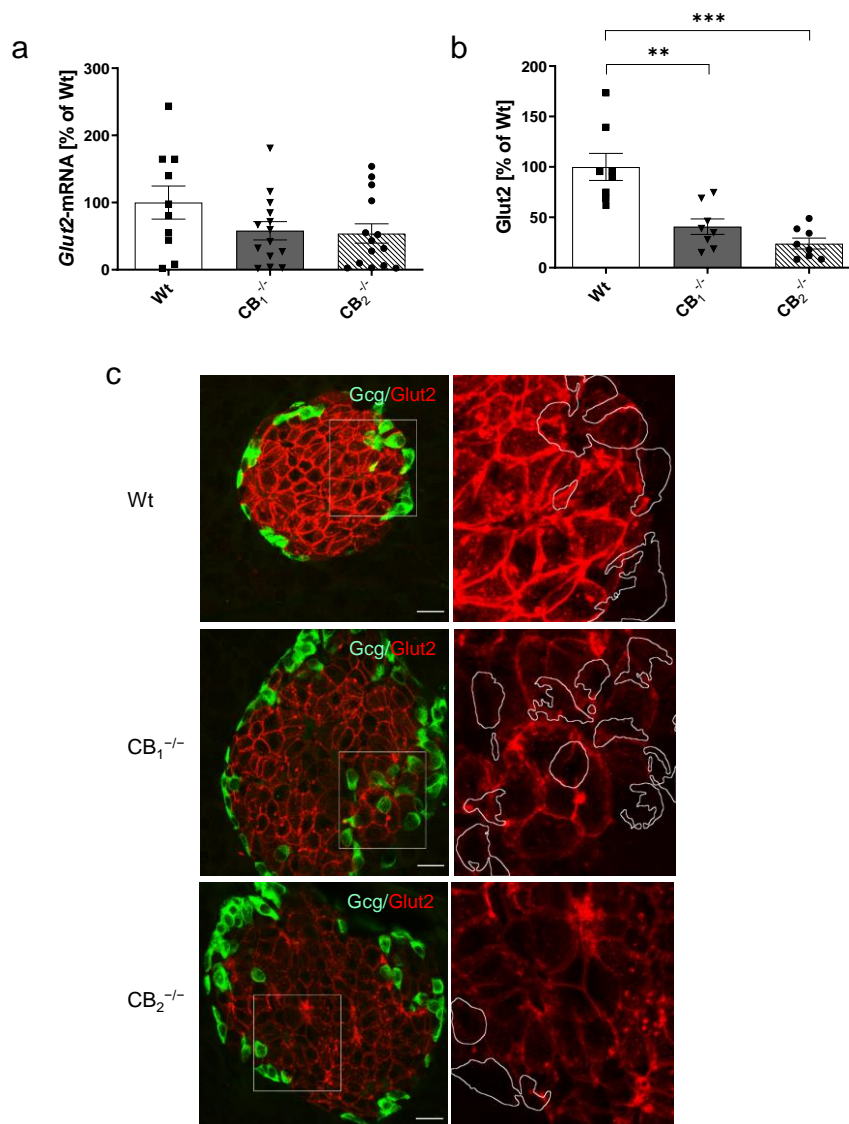 a
Glut2-mRNA [% of Wt]
300
200
100
0
Wt
CB₁⁻/⁻
CB₂⁻/⁻
b
***
**
Glut2 [% of Wt]
200
150
100
50
0
Wt
CB₁⁻/⁻
CB₂⁻/⁻
c
Gcg/Glut2
Wt
Gcg/Glut2
CB₁⁻/⁻
Gcg/Glut2
CB₂⁻/⁻